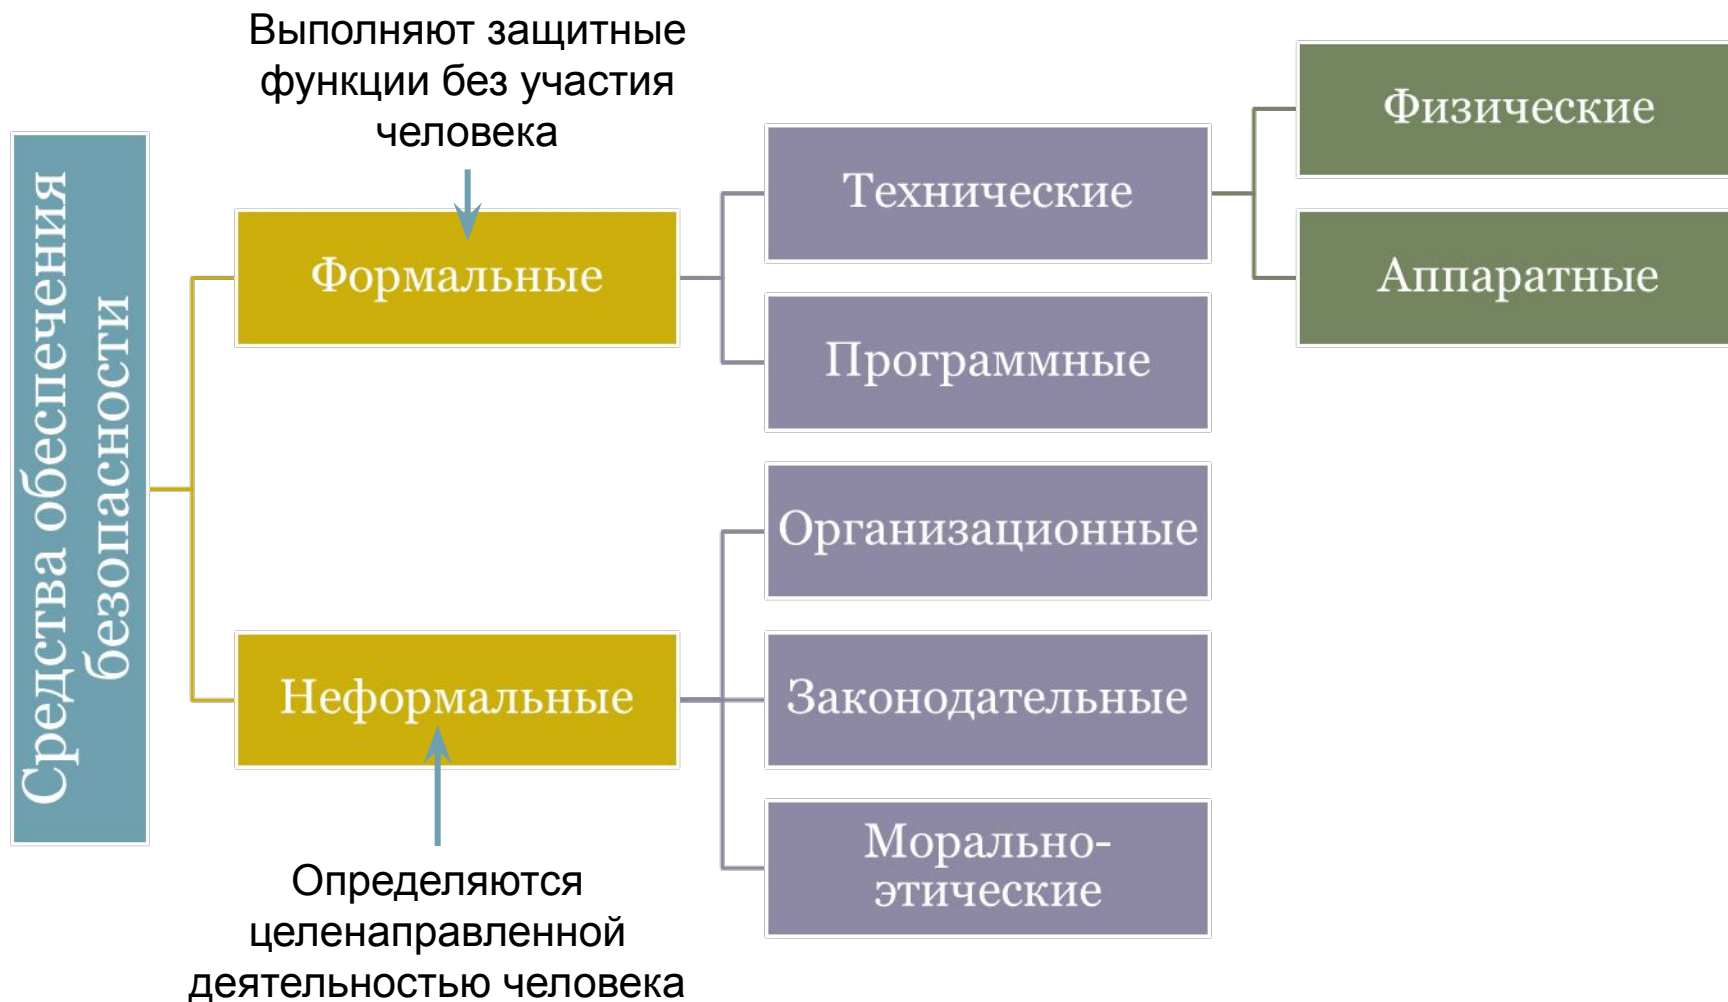 Выполняют защитные
функции без участия
человека
Средства обеспечения
безопасности
Формальные
Технические
Физические
Аппаратные
Программные
Неформальные
Организационные
Законодательные
Морально-
этические
Определяются
целенаправленной
деятельностью человека